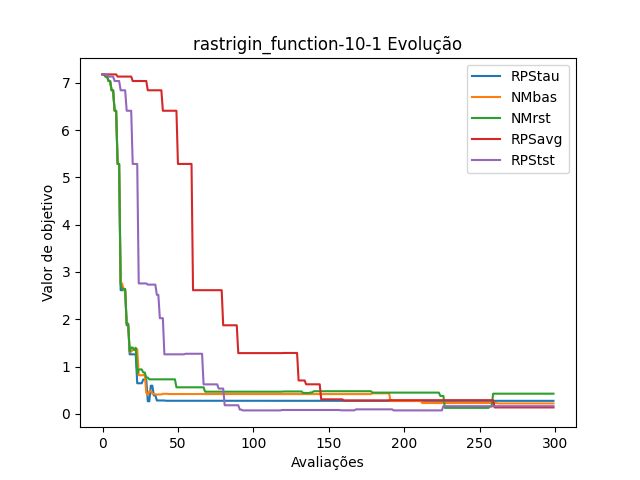 rastrigin_function-10-1 Evolução
RPStau
NMbas
NMrst
RPSavg
RPStst
Valor de objetivo
7
6
5
4
3
2
1
0
0 50 100 150 200 250 300
Avaliações